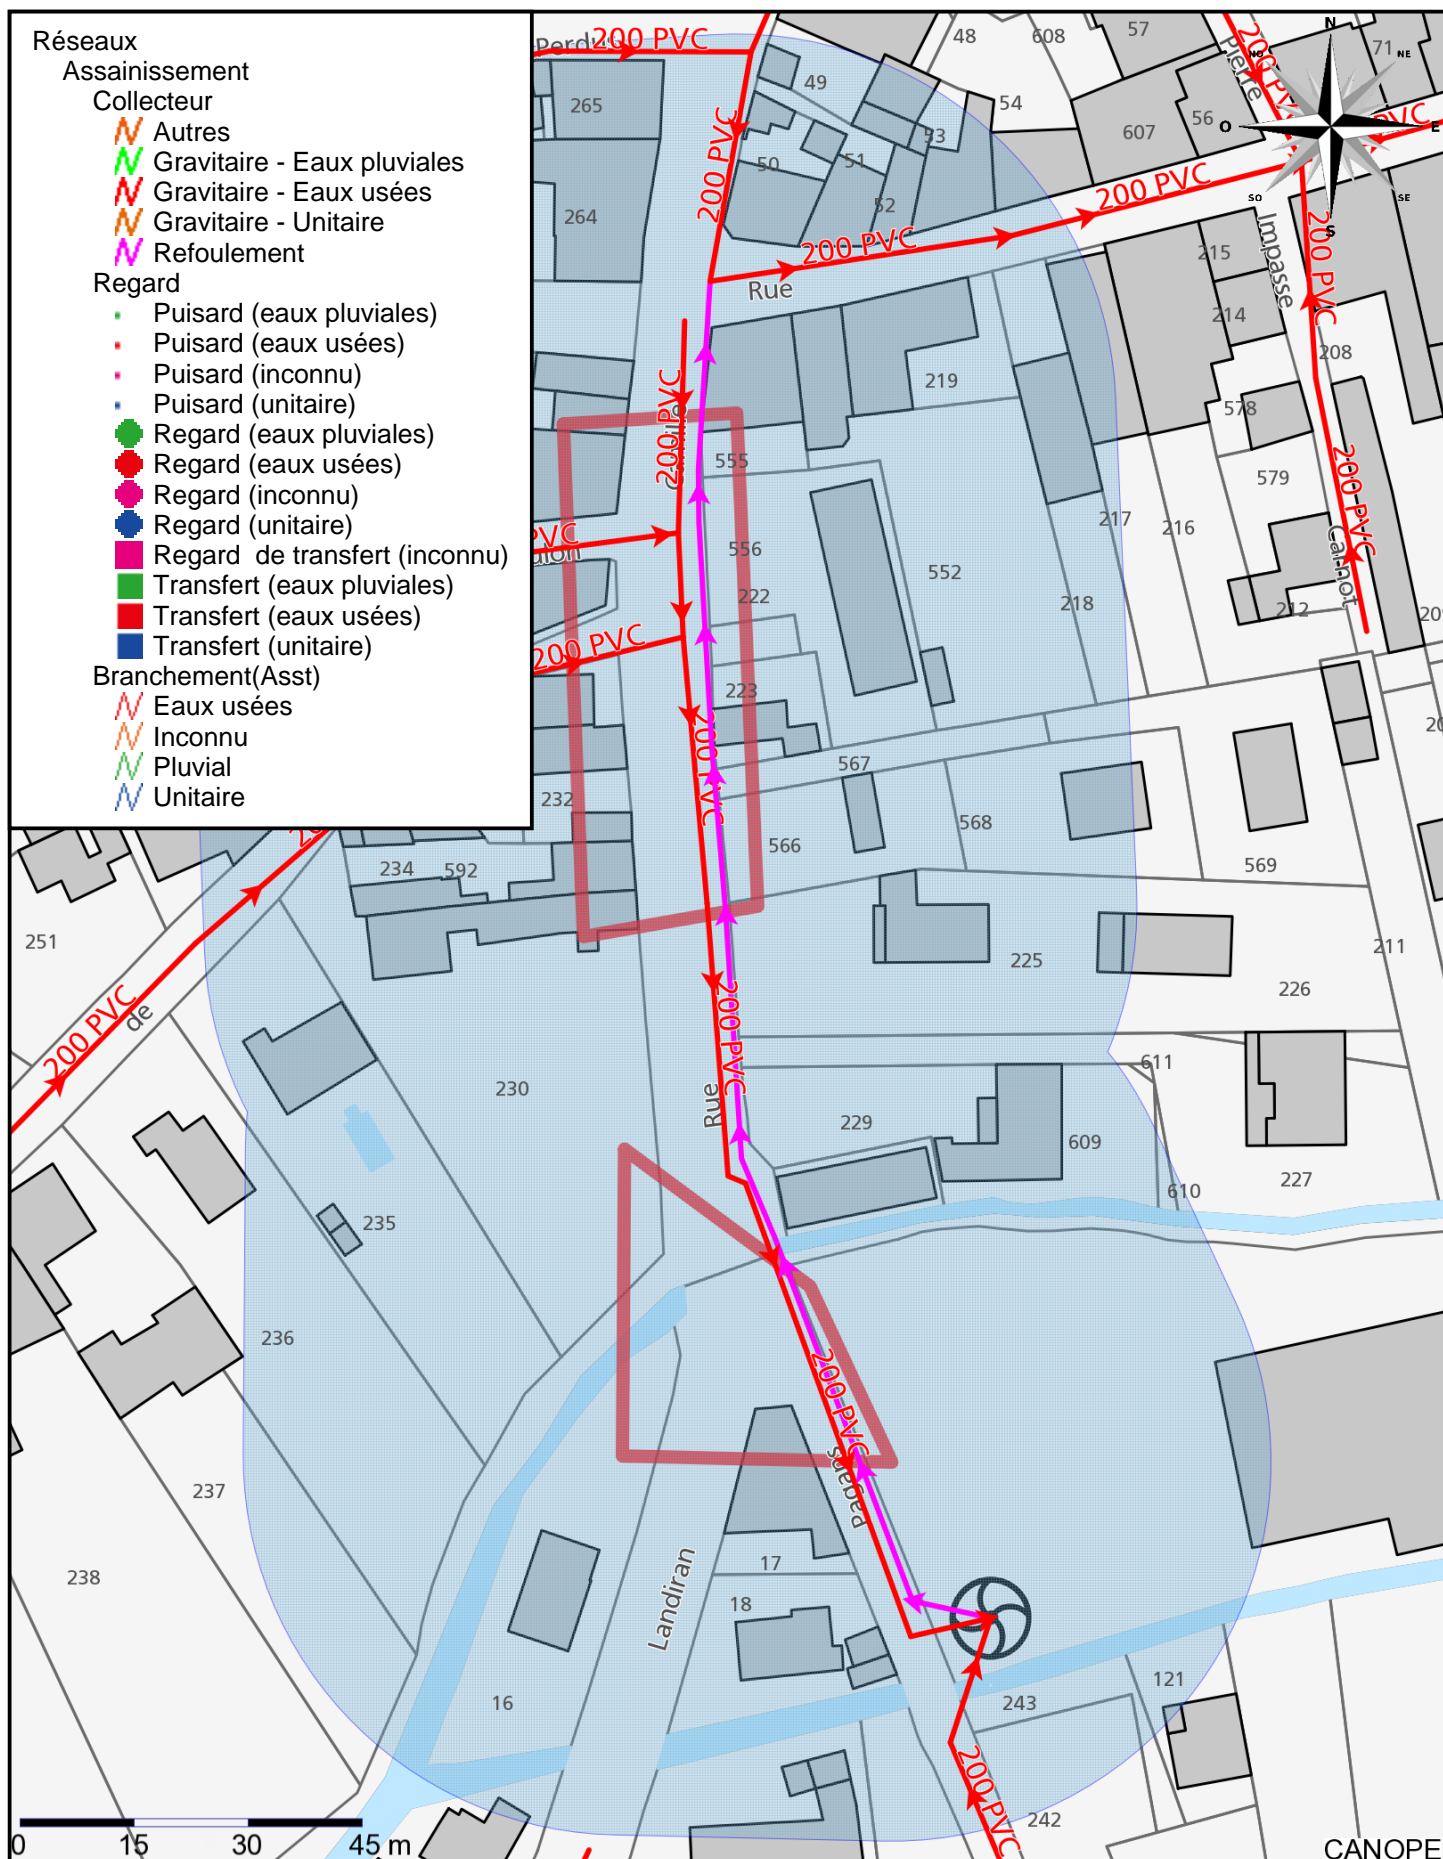 Réseaux
Assainissement
Collecteur
Autres
Gravitaire - Eaux pluviales
Gravitaire - Eaux usées
Gravitaire - Unitaire
Refoulement
Regard
Puisard (eaux pluviales)
Puisard (eaux usées)
Puisard (inconnu)
Puisard (unitaire)
Regard (eaux pluviales)
Regard (eaux usées)
Regard (inconnu)
Regard (unitaire)
Regard de transfert (inconnu)
Transfert (eaux pluviales)
Transfert (eaux usées)
Transfert (unitaire)
Branchement(Asst)
Eaux usées
Inconnu
Pluvial
Unitaire
200 PVC
48
608
57
71
N
NO
NE
O
E
SO
SE
S
Pierre
265
49
54
607
56
53
50
51
52
264
200 PVC
200 PVC
200 PVC
Rue
Impasse
215
214
208
200 PVC
219
578
579
200 PVC
Carnot
200 PVC
555
556
222
552
217
216
218
212
PVC
200 PVC
223
567
566
568
569
232
234
592
200 PVC
251
de
200 PVC
225
226
211
611
230
200 PVC
Rue
229
609
610
227
235
236
237
238
200 PVC
Pagans
17
18
Landiran
16
243
121
242
200 PVC
0 15 30 45 m
CANOPE